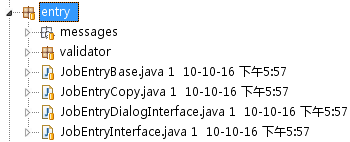 entry
messages
validator
JobEntryBase.java 1 10-10-16 下午5:57
JobEntryCopy.java 1 10-10-16 下午5:57
JobEntryDialogInterface.java 1 10-10-16 下午5:57
JobEntryInterface.java 1 10-10-16 下午5:57